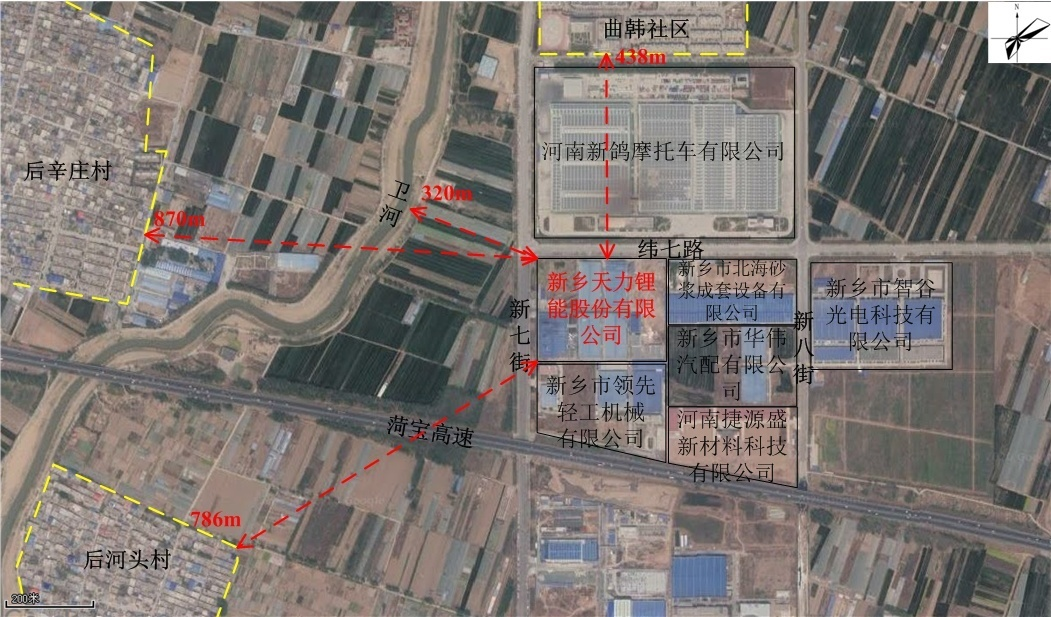 N
曲韩社区
438m
河南新鸽摩托车有限公司
后辛庄村
卫
河
320m
870m
纬七路
新乡天力锂
能股份有限
公司
新乡市北海砂
浆成套设备有
限公司
新乡市智谷
光电科技有
限公司
新
七
街
新
八
街
新乡市华伟
汽配有限公
司
新乡市领先
轻工机械
有限公司
河南捷源盛
新材料科技
有限公司
菏宝高速
786m
后河头村
200米